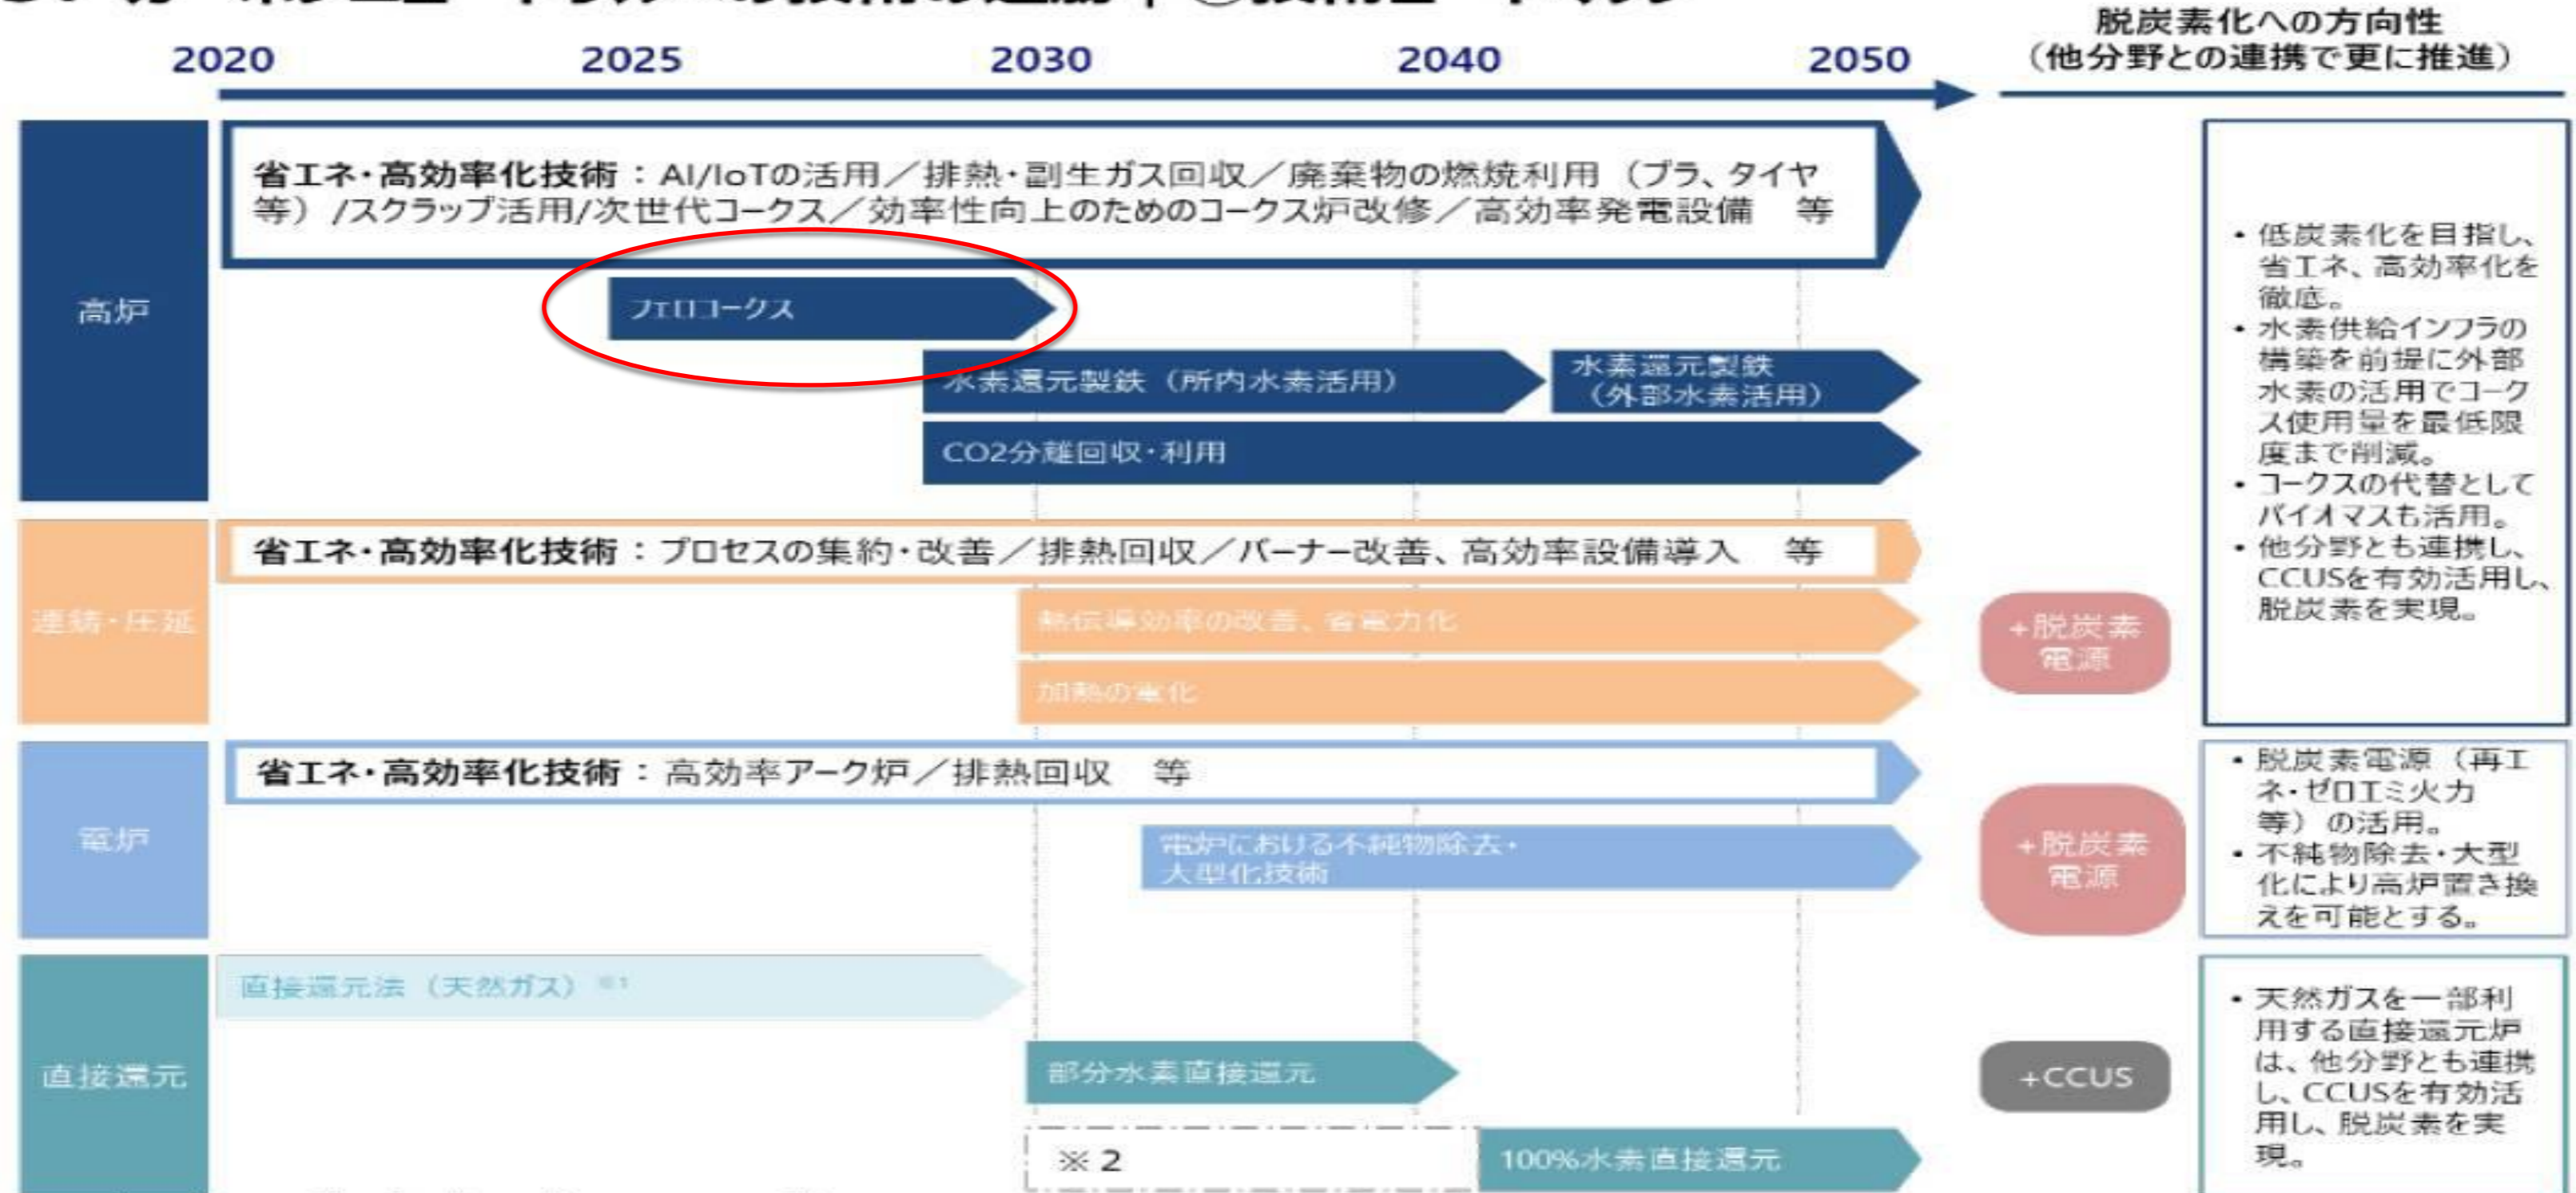 脱炭素化への方向性
（他分野との連携で更に推進）
2020 2025 2030 2040 2050
高炉
省エネ・高効率化技術：AI/IoTの活用／排熱・副生ガス回収／廃棄物の燃焼利用（プラ、タイヤ
等）/スクラップ活用/次世代コークス／効率性向上のためのコークス炉改修／高効率発電設備　等
フェロコークス
水素還元製鉄（所内水素活用）
水素還元製鉄
（外部水素活用）
CO2分離回収・利用
・低炭素化を目指し、
省エネ、高効率化を
徹底。
・水素供給インフラの
構築を前提に外部
水素の活用でコーク
ス使用量を最低限
度まで削減。
・コークスの代替として
バイオマスも活用。
・他分野とも連携し、
CCUSを有効活用し、
脱炭素を実現。
連鋳・圧延
省エネ・高効率化技術：プロセスの集約・改善／排熱回収／バーナー改善、高効率設備導入　等
熱伝導効率の改善、省電力化
加熱の電化
+脱炭素
電源
電炉
省エネ・高効率化技術：高効率アーク炉／排熱回収　等
電炉における不純物除去・
大型化技術
+脱炭素
電源
・脱炭素電源（再エ
ネ・ゼロエミ火力
等）の活用。
・不純物除去・大型
化により高炉置き換
えを可能とする。
直接還元
直接還元法（天然ガス）※1
部分水素直接還元
※2
100%水素直接還元
+CCUS
・天然ガスを一部利
用する直接還元炉
は、他分野とも連携
し、CCUSを有効活
用し、脱炭素を実
現。